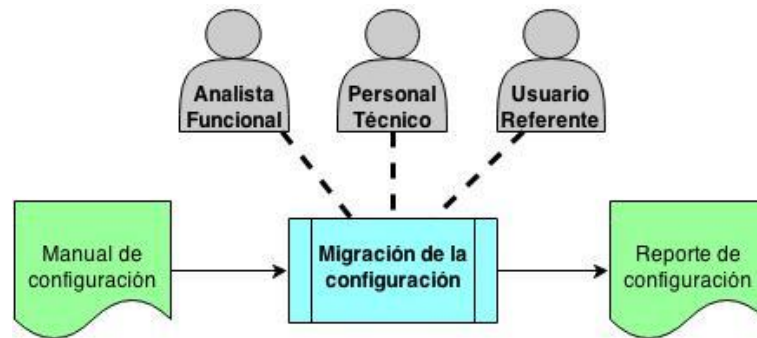 Analista
Funcional
Personal
Técnico
Usuario
Referente
Manual de
configuración
Migración de la
configuración
Reporte de
configuración